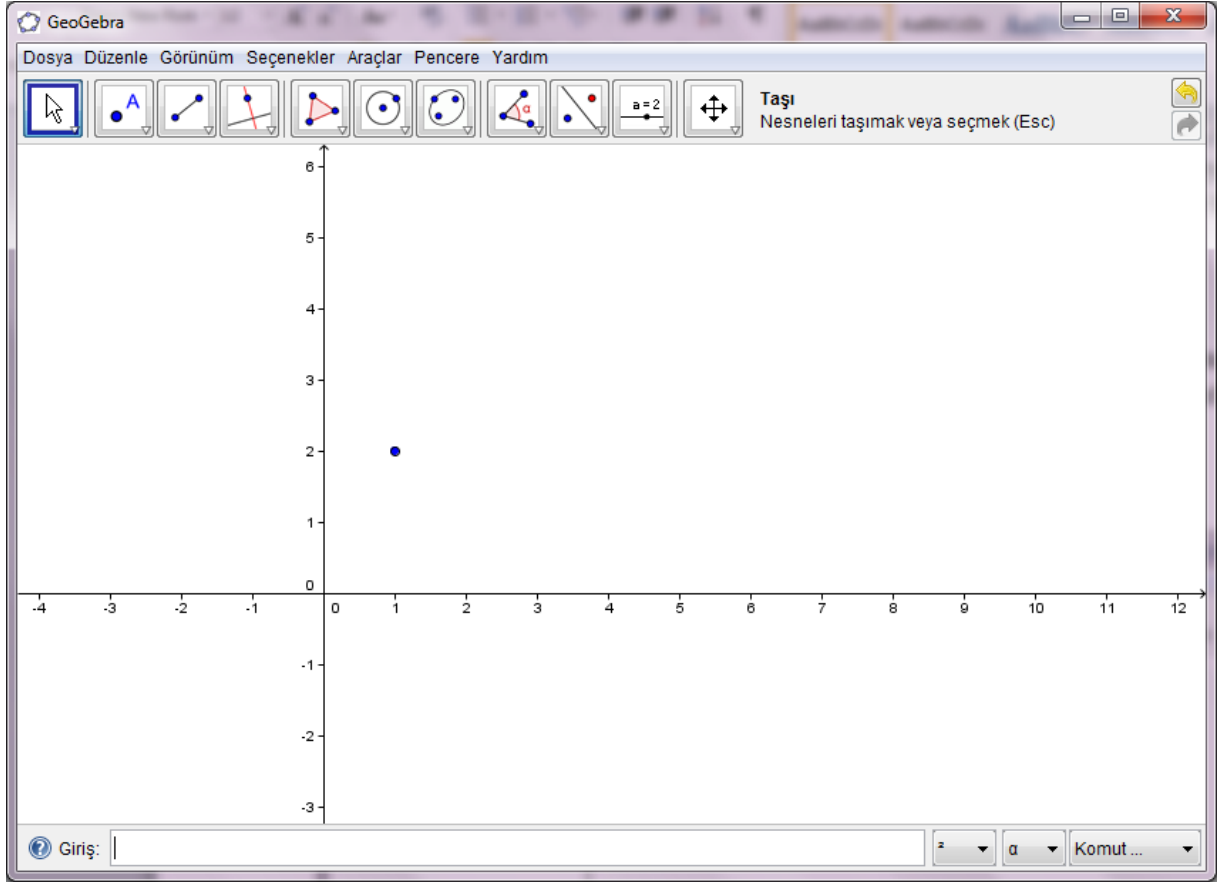 GeoGebra
Dosya Düzenle Görünüm Seçenekler Araçlar Pencere Yardım
A
α
a = 2
Taşı
Nesneleri taşımak veya seçmek (Esc)
6
5
4
3
2
1
0
-4 -3 -2 -1 0 1 2 3 4 5 6 7 8 9 10 11 12
-1
-2
-3
Giriş:
²
α
Komut ...